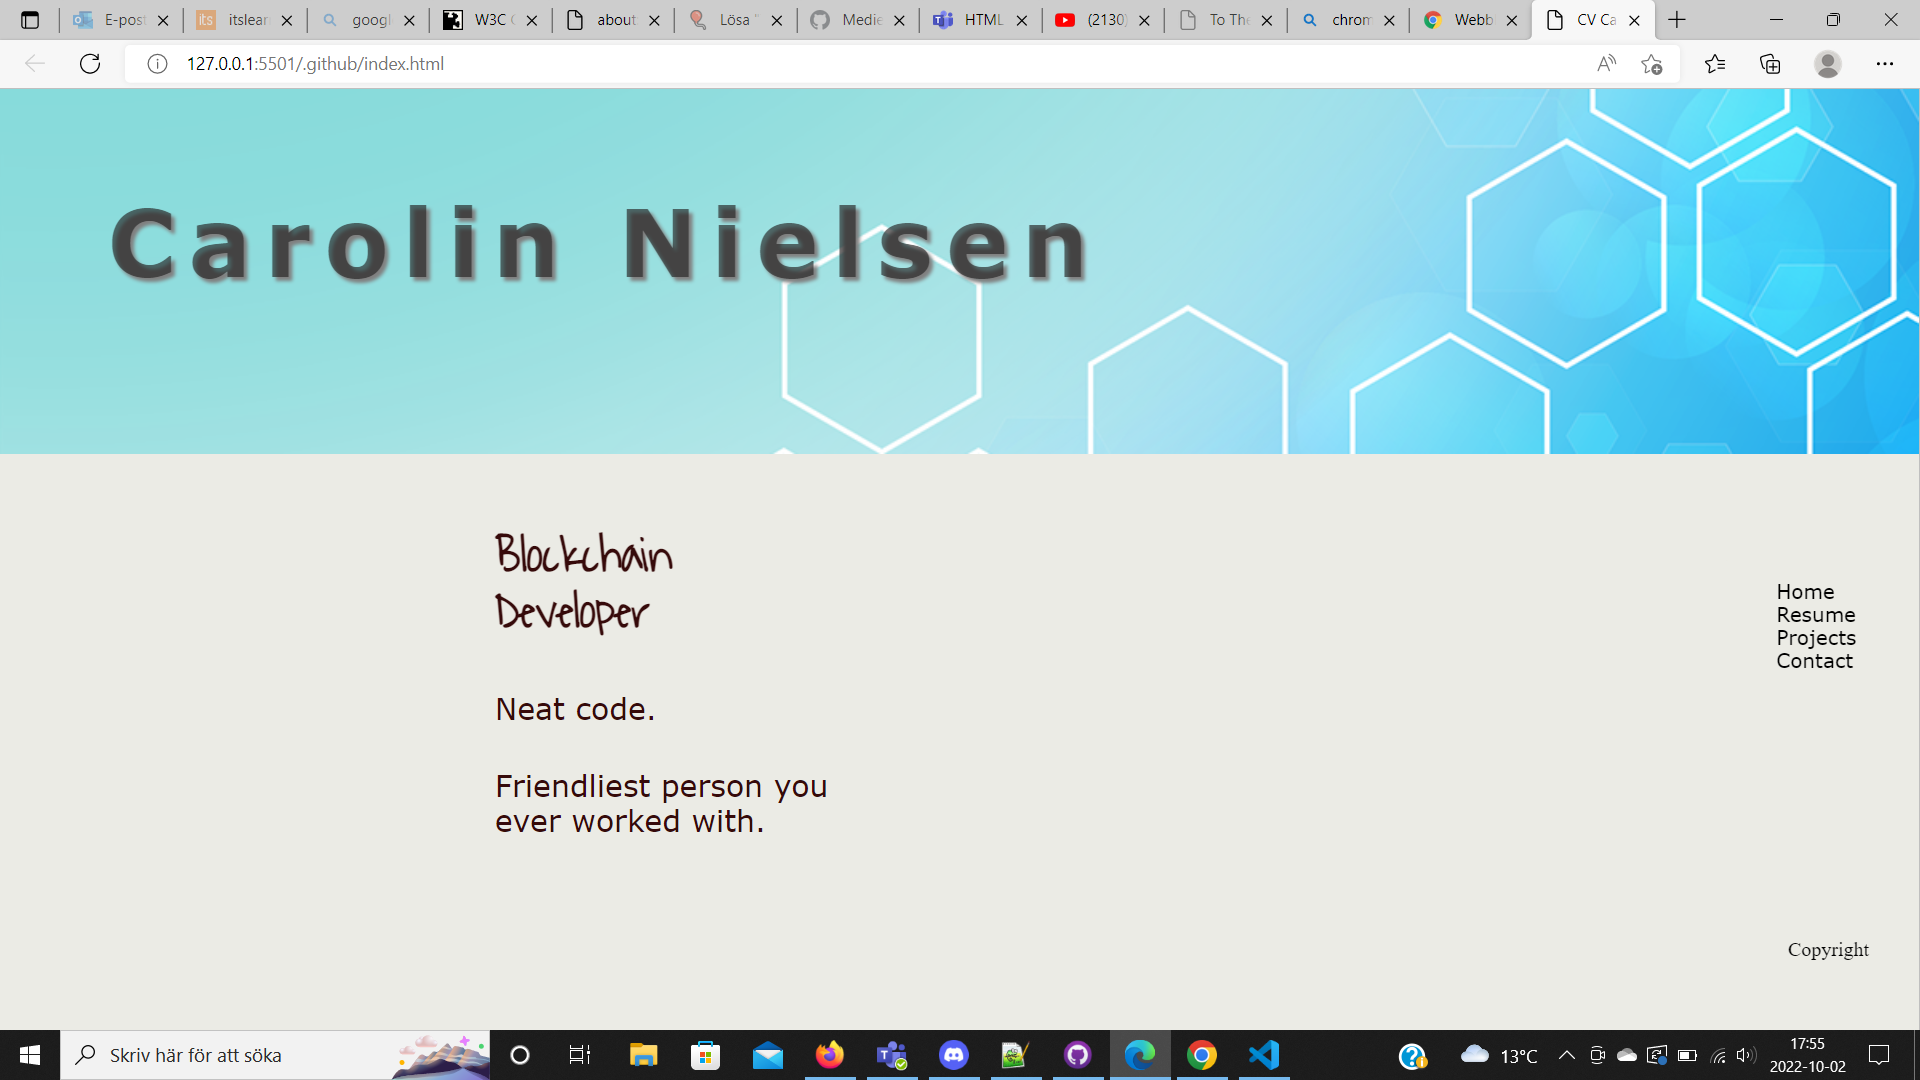 E-post
itslear
googl
W3C
about
Lösa "
Medie
HTML
(2130)
To The
chrom
Webb
CV Ca
127.0.0.1:5501/.github/index.html
Carolin Nielsen
Blockchain
Developer
Neat code.
Friendliest person you
ever worked with.
Home
Resume
Projects
Contact
Copyright
Skriv här för att söka
13°C
17:55
2022-10-02